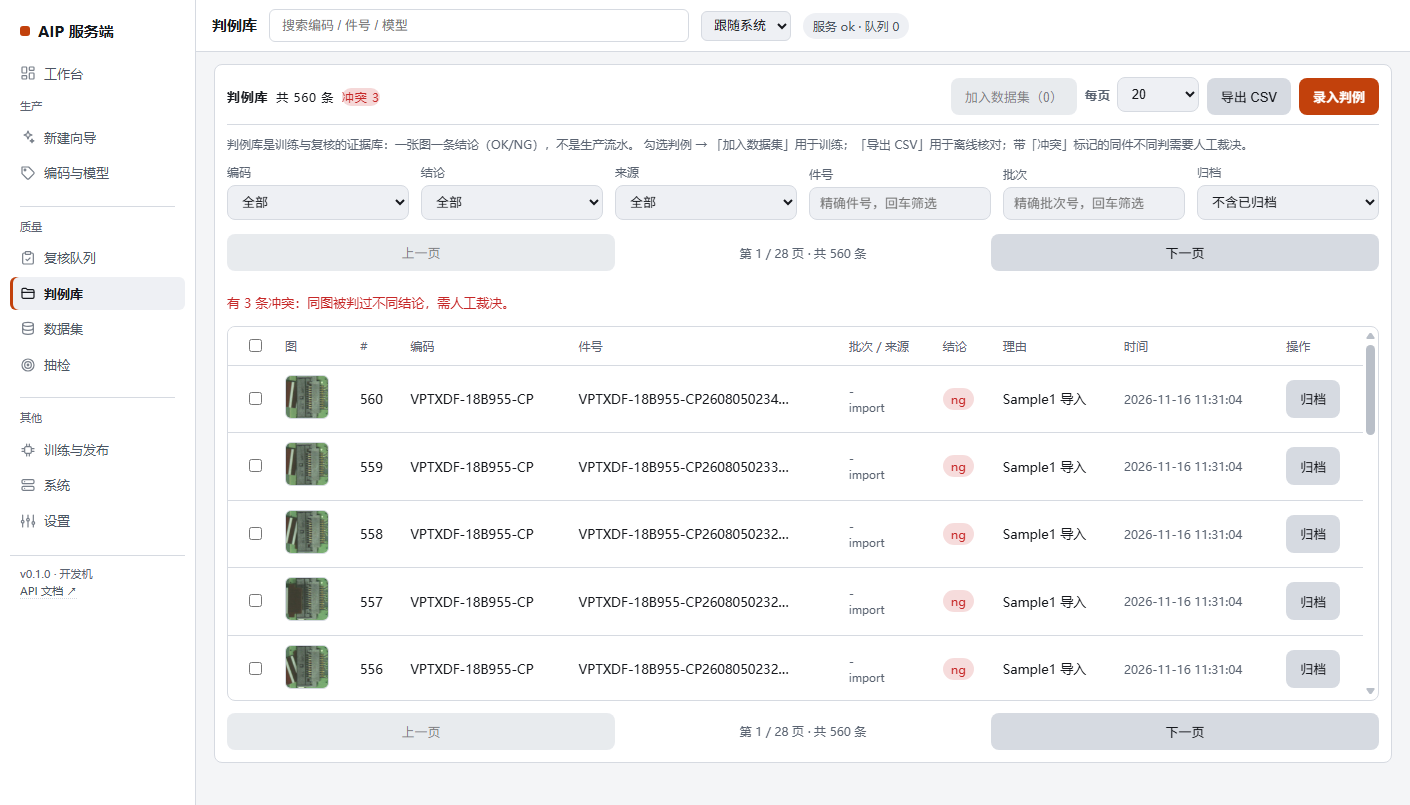 AIP 服务端
工作台
生产
新建向导
编码与模型
质量
复核队列
判例库
数据集
抽检
其他
训练与发布
系统
设置
v0.1.0 · 开发机
API 文档 ↗
判例库 搜索编码 / 件号 / 模型 跟随系统 服务 ok · 队列 0
判例库 共 560 条 冲突 3 加入数据集（0） 每页 20 导出 CSV 录入判例
判例库是训练与复核的证据库：一张图一条结论（OK/NG），不是生产流水。 勾选判例 → 「加入数据集」用于训练；「导出 CSV」用于离线核对；带「冲突」标记的同件不同判需要人工裁决。
编码 结论 来源 件号 批次 归档
全部 全部 全部 精确件号，回车筛选 精确批次号，回车筛选 不含已归档
上一页 第 1 / 28 页 · 共 560 条 下一页
有 3 条冲突：同图被判过不同结论，需人工裁决。
图 # 编码 件号 批次 / 来源 结论 理由 时间 操作
560 VPTXDF-18B955-CP VPTXDF-18B955-CP2608050234... - import ng Sample1 导入 2026-11-16 11:31:04 归档
559 VPTXDF-18B955-CP VPTXDF-18B955-CP2608050233... - import ng Sample1 导入 2026-11-16 11:31:04 归档
558 VPTXDF-18B955-CP VPTXDF-18B955-CP2608050232... - import ng Sample1 导入 2026-11-16 11:31:04 归档
557 VPTXDF-18B955-CP VPTXDF-18B955-CP2608050232... - import ng Sample1 导入 2026-11-16 11:31:04 归档
556 VPTXDF-18B955-CP VPTXDF-18B955-CP2608050232... - import ng Sample1 导入 2026-11-16 11:31:04 归档
上一页 第 1 / 28 页 · 共 560 条 下一页